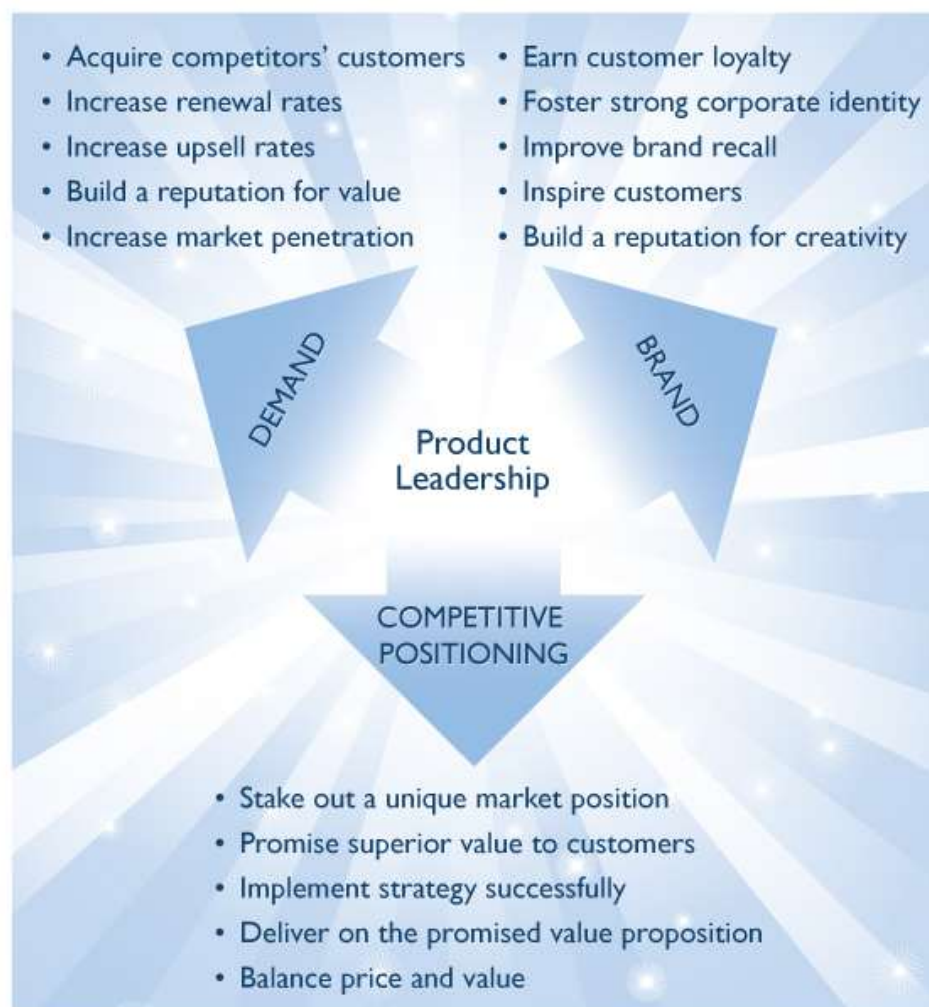 • Acquire competitors' customers
• Increase renewal rates
• Increase upsell rates
• Build a reputation for value
• Increase market penetration
• Earn customer loyalty
• Foster strong corporate identity
• Improve brand recall
• Inspire customers
• Build a reputation for creativity
DEMAND
BRAND
Product
Leadership
COMPETITIVE
POSITIONING
• Stake out a unique market position
• Promise superior value to customers
• Implement strategy successfully
• Deliver on the promised value proposition
• Balance price and value